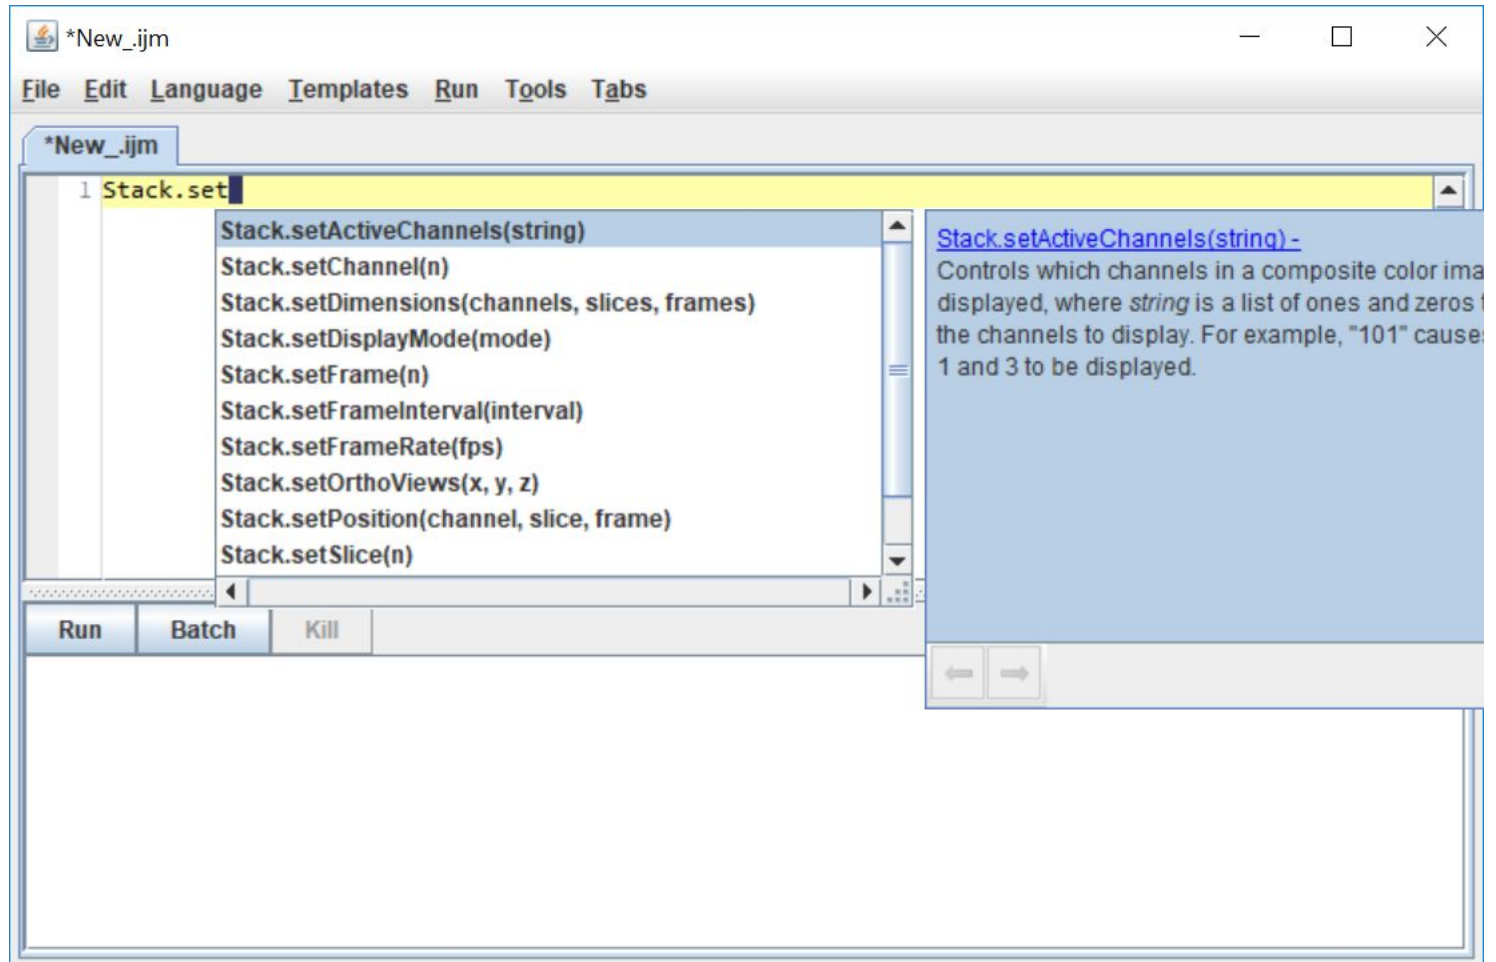 *New_.ijm
File Edit Language Templates Run Tools Tabs
*New_.ijm
1 Stack.set
Stack.setActiveChannels(string)
Stack.setChannel(n)
Stack.setDimensions(channels, slices, frames)
Stack.setDisplayMode(mode)
Stack.setFrame(n)
Stack.setFrameInterval(interval)
Stack.setFrameRate(fps)
Stack.setOrthoViews(x, y, z)
Stack.setPosition(channel, slice, frame)
Stack.setSlice(n)
Stack.setActiveChannels(string) -
Controls which channels in a composite color ima
displayed, where string is a list of ones and zeros
the channels to display. For example, "101" cause
1 and 3 to be displayed.
Run Batch Kill